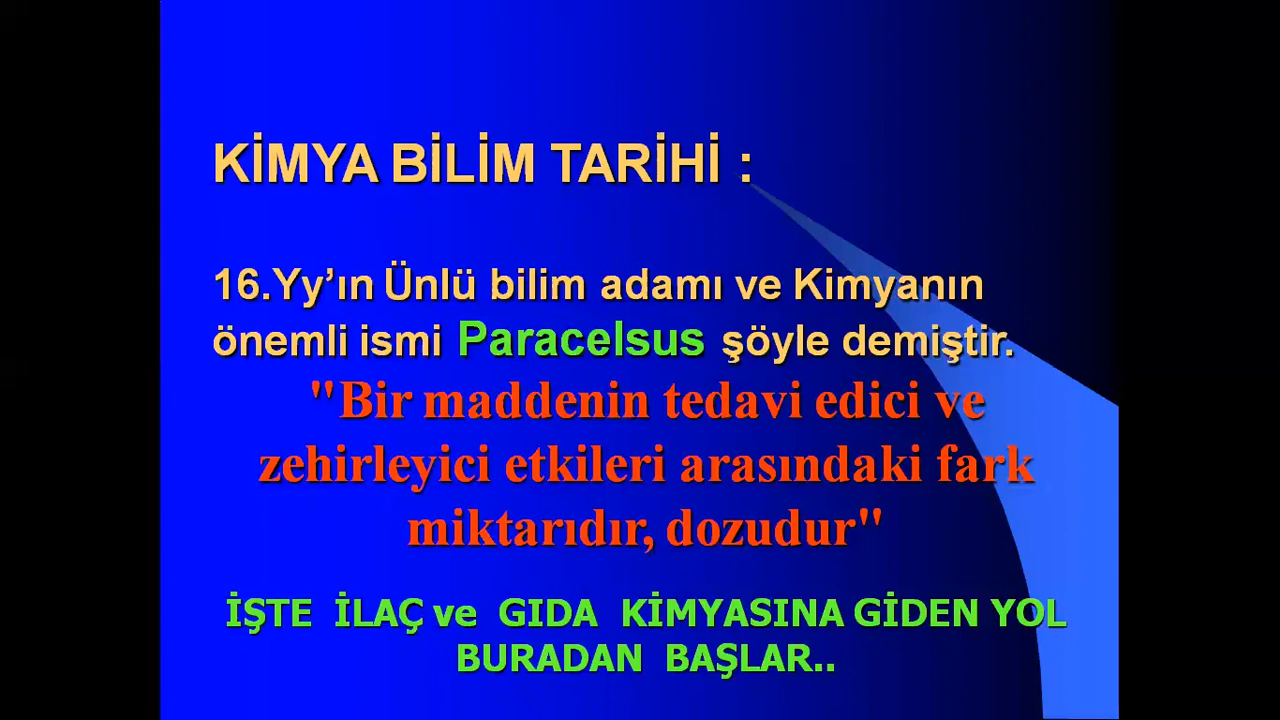 KİMYA BİLİM TARİHİ :
16.Yy’ın Ünlü bilim adamı ve Kimyanın
önemli ismi Paracelsus şöyle demiştir.
"Bir maddenin tedavi edici ve
zehirleyici etkileri arasındaki fark
miktarıdır, dozudur"
İŞTE İLAÇ ve GIDA KİMYASINA GİDEN YOL
BURADAN BAŞLAR..